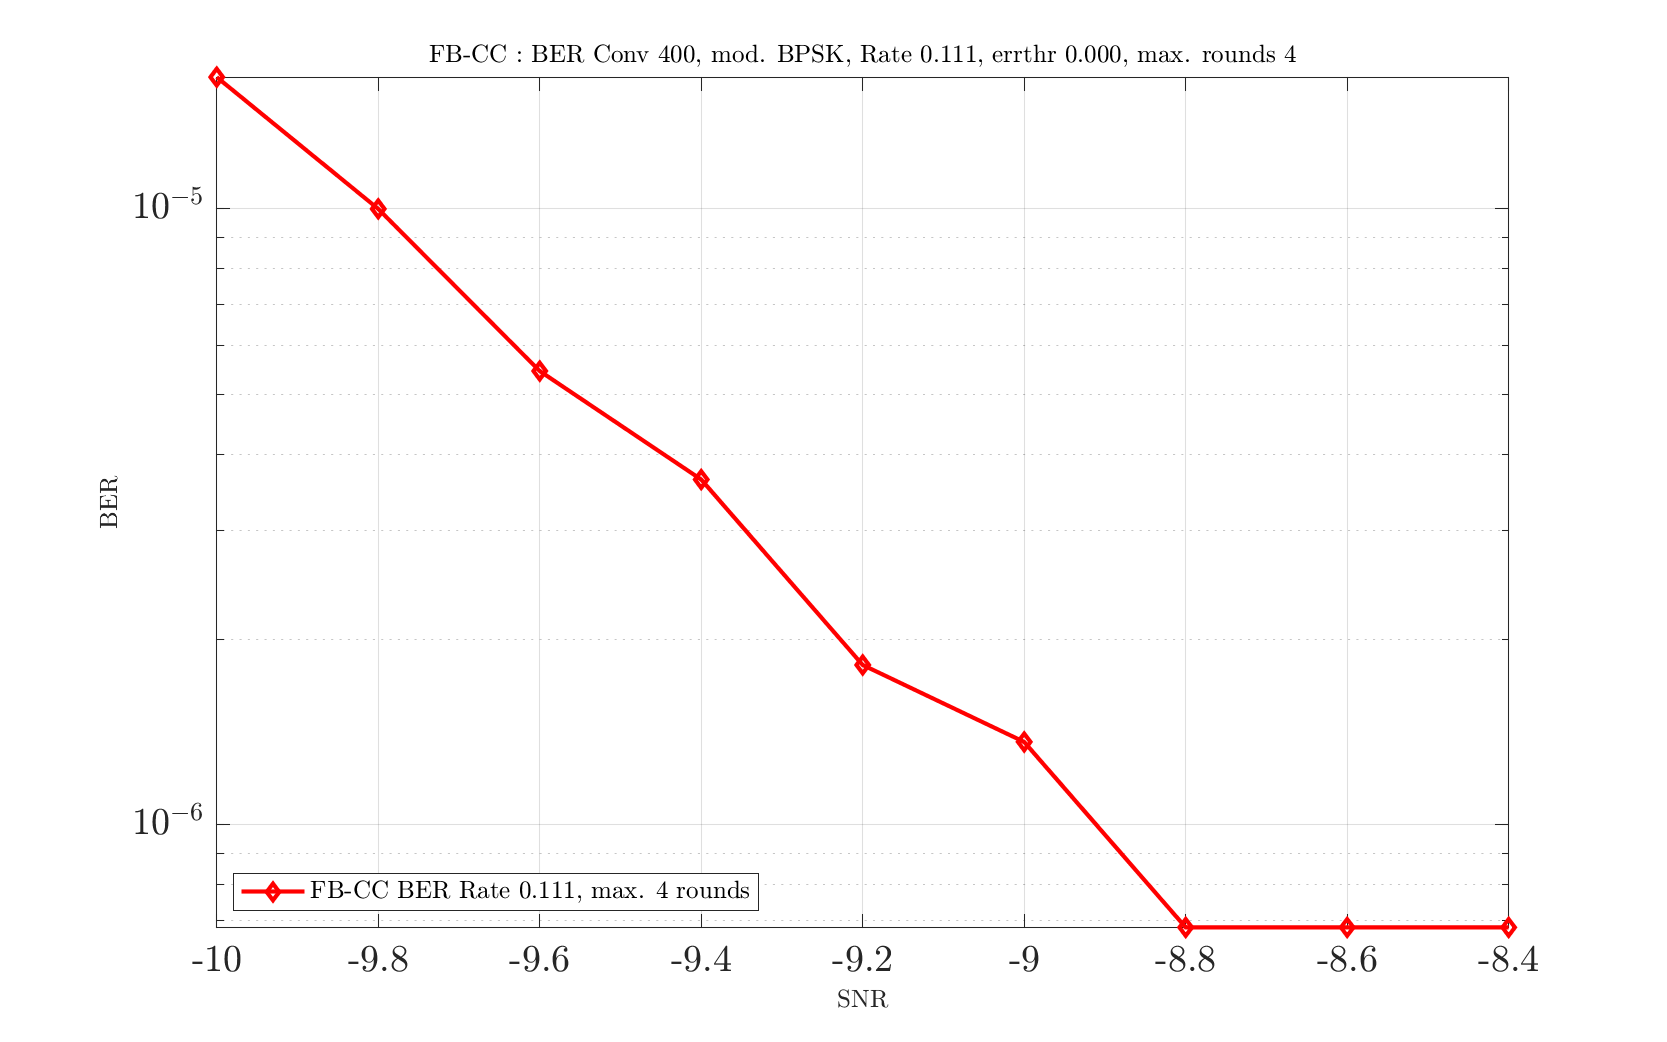 FB-CC : BER Conv 400, mod. BPSK, Rate 0.111, errthr 0.000, max. rounds 4
10⁻⁵
BER
10⁻⁶
FB-CC BER Rate 0.111, max. 4 rounds
-10 -9.8 -9.6 -9.4 -9.2 -9 -8.8 -8.6 -8.4
SNR